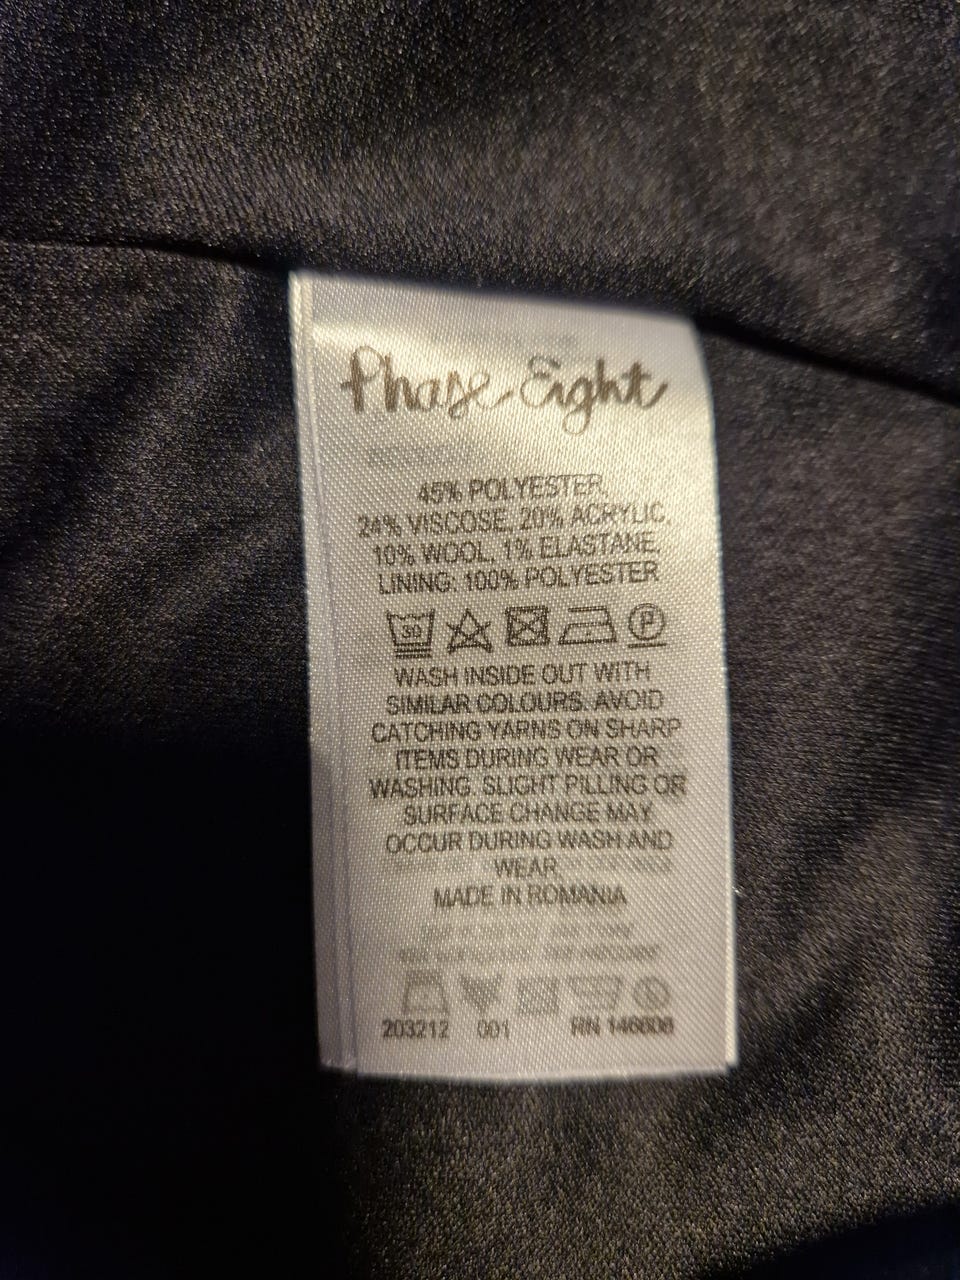 Phase Eight
45% POLYESTER,
24% VISCOSE, 20% ACRYLIC,
10% WOOL, 1% ELASTANE,
LINING: 100% POLYESTER
30
P
WASH INSIDE OUT WITH
SIMILAR COLOURS. AVOID
CATCHING YARNS ON SHARP
ITEMS DURING WEAR OR
WASHING. SLIGHT PILLING OR
SURFACE CHANGE MAY
OCCUR DURING WASH AND
WEAR.
MADE IN ROMANIA
203212 001 RN